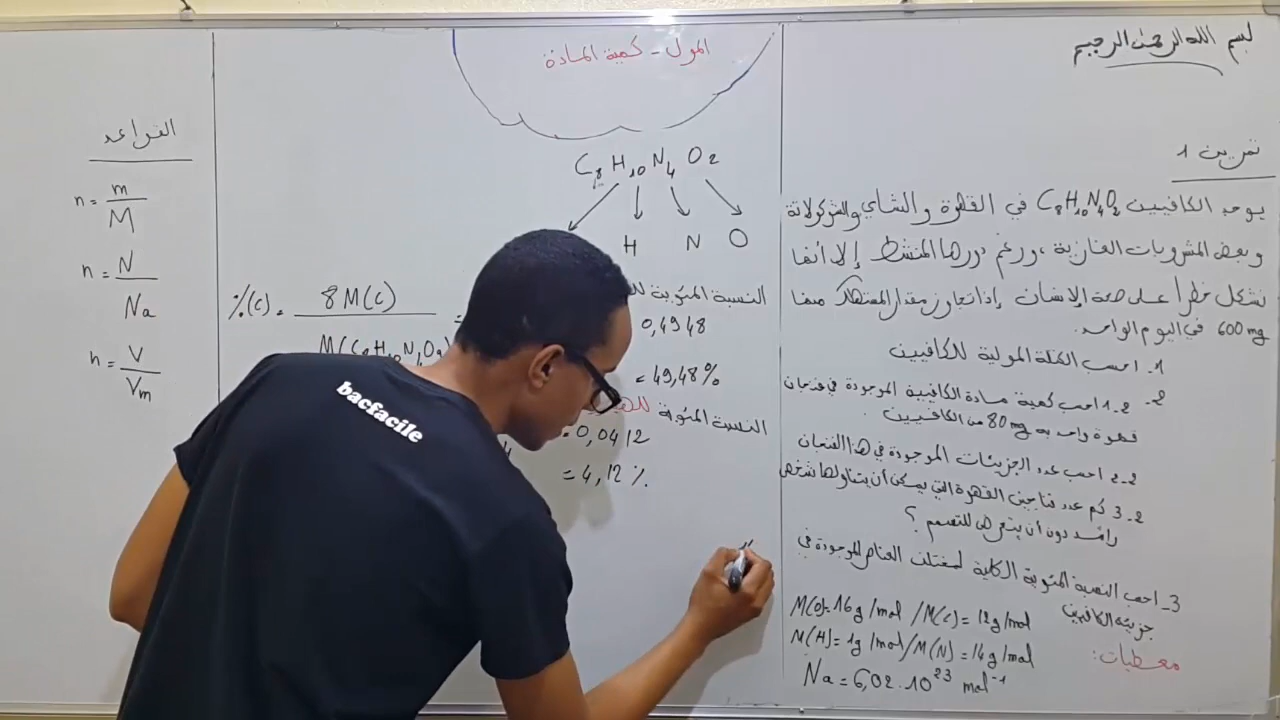 بسم الله الرحمن الرحيم
المول - كمية المادة
تمرين 1
يوجد الكافيين C8H10N4O2 في القهوة والشاي والشوكولاتة
وبعض المشروبات الغازية، ورغم دورها المنشط إلا أنها
تشكل خطرا على صحة الإنسان إذا تجاوز مقدار المستهلك منها
600 mg في اليوم الواحد.
1. احسب الكتلة المولية للكافيين
2-
2-1 احسب كمية مادة الكافيين الموجودة في فنجان
قهوة واحد به 80 mg من الكافيين.
2-2 احسب عدد الجزيئات الموجودة في هذا الفنجان
2-3 كم عدد فناجين القهوة التي يمكن أن يتناولها شخص
راشد دون أن يتعرض للتسمم؟
3- احسب النسبة المئوية الكتلية لمختلف العناصر الموجودة في
جزيئة الكافيين
معطيات:
M(O)=16g/mol / M(C)=12g/mol
M(H)=1g/mol / M(N)=14g/mol
Na=6,02.10^23 mol^-1
C8H10N4O2
H N O
النسبة المئوية
0,4948
=49,48%
النسبة المئوية
=0,0412
=4,12%
%(C)= 8M(C)
M(C8H10N4O2)
القواعد
n = m/M
n = N/Na
n = V/Vm
bacfacile